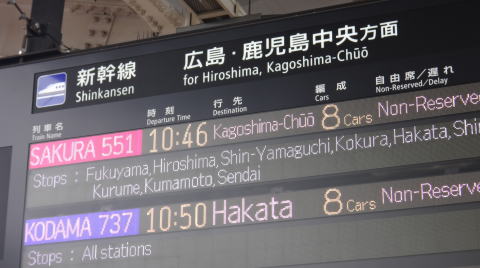 新幹線 広島・鹿児島中央方面
Shinkansen for Hiroshima, Kagoshima-Chūō
列車名 時刻 行先 編成 自由席／遅れ
Train Name Departure Time Destination Cars Non-Reserved/Delay
SAKURA 551 10:46 Kagoshima-Chūō 8 Cars Non-Reserved
Stops : Fukuyama,Hiroshima,Shin-Yamaguchi,Kokura,Hakata,Shin
Kurume,Kumamoto,Sendai
KODAMA 737 10:50 Hakata 8 Cars Non-Reserved
Stops : All stations